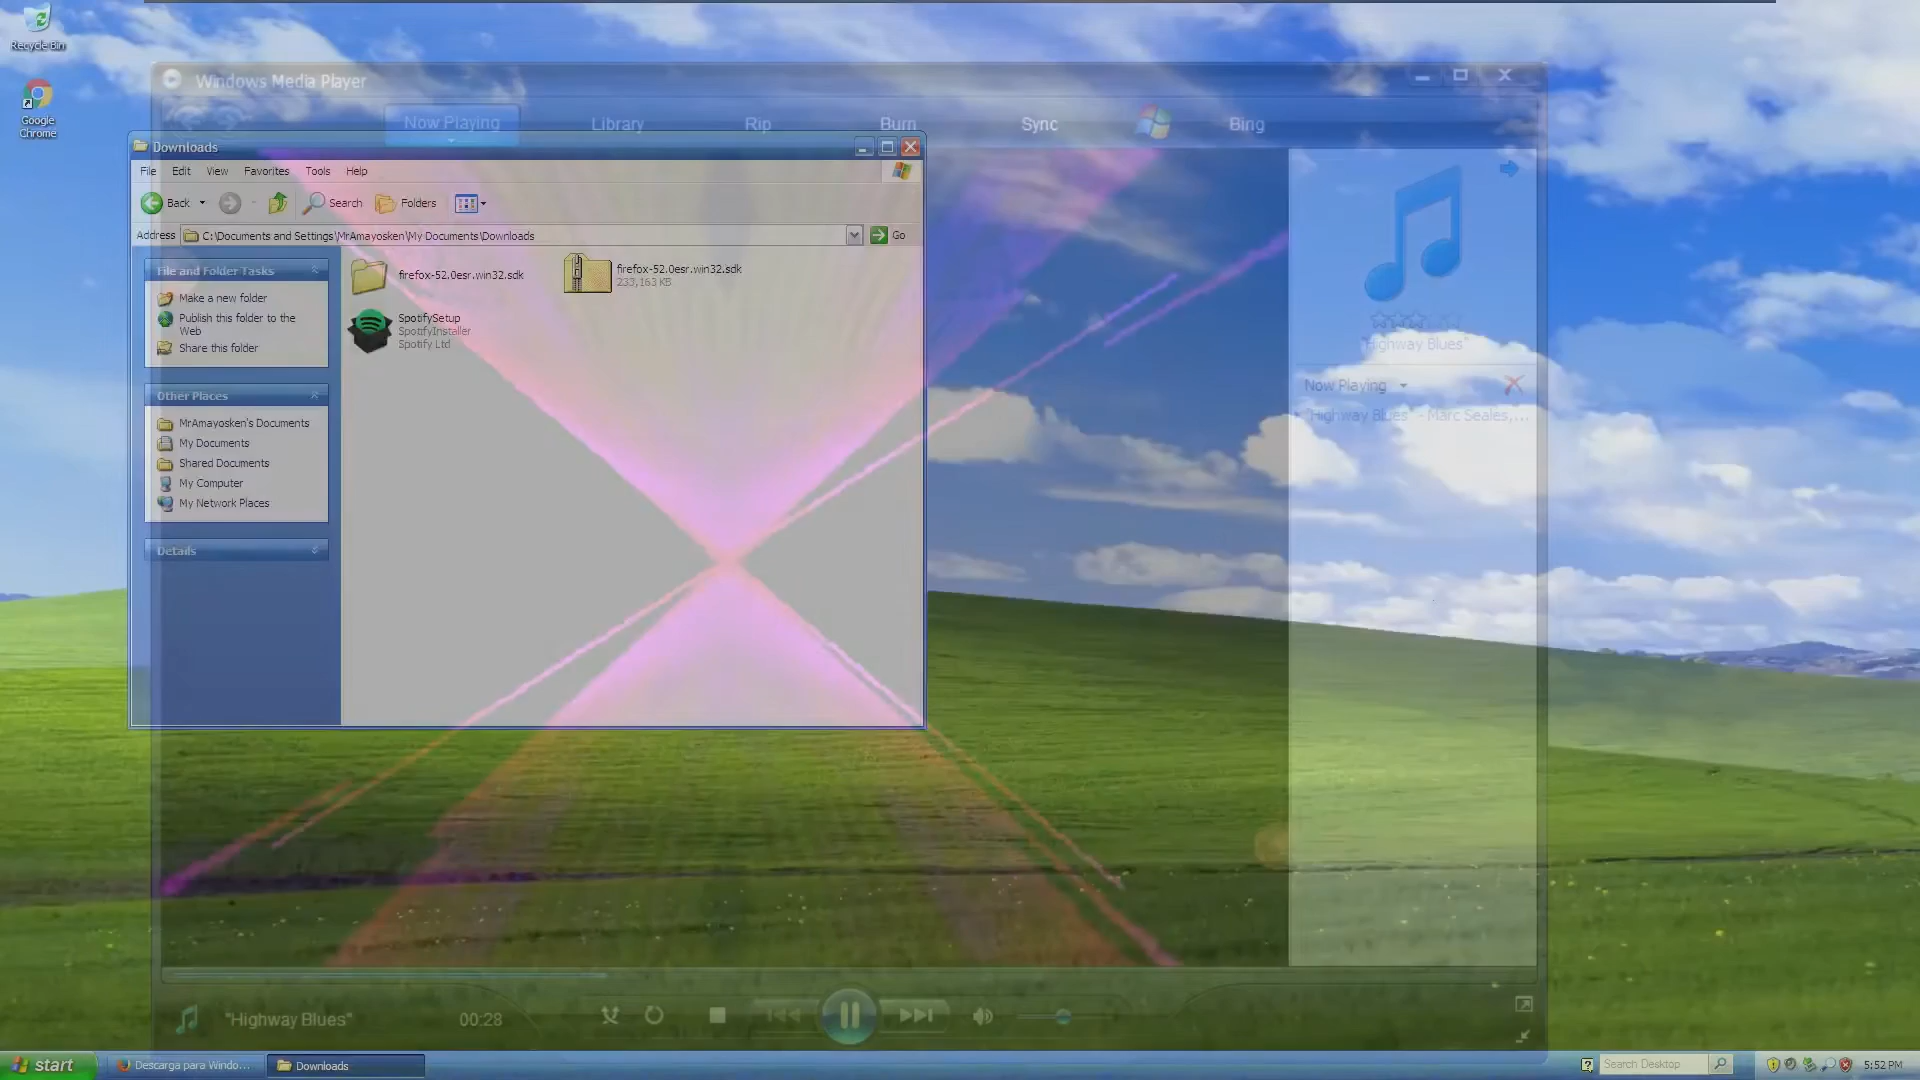 Recycle Bin
Google
Chrome
Windows Media Player
Now Playing
Library
Rip
Burn
Sync
Bing
Downloads
File Edit View Favorites Tools Help
Back
Search
Folders
Address C:\Documents and Settings\MrAmayosken\My Documents\Downloads
Go
File and Folder Tasks
Make a new folder
Publish this folder to the
Web
Share this folder
Other Places
MrAmayosken's Documents
My Documents
Shared Documents
My Computer
My Network Places
Details
firefox-52.0esr.win32.sdk
firefox-52.0esr.win32.sdk
233,163 KB
SpotifySetup
SpotifyInstaller
Spotify Ltd
"Highway Blues"
Now Playing
"Highway Blues" - Marc Seales,...
"Highway Blues"
00:28
start
Descarga para Windo...
Downloads
Search Desktop
5:52 PM